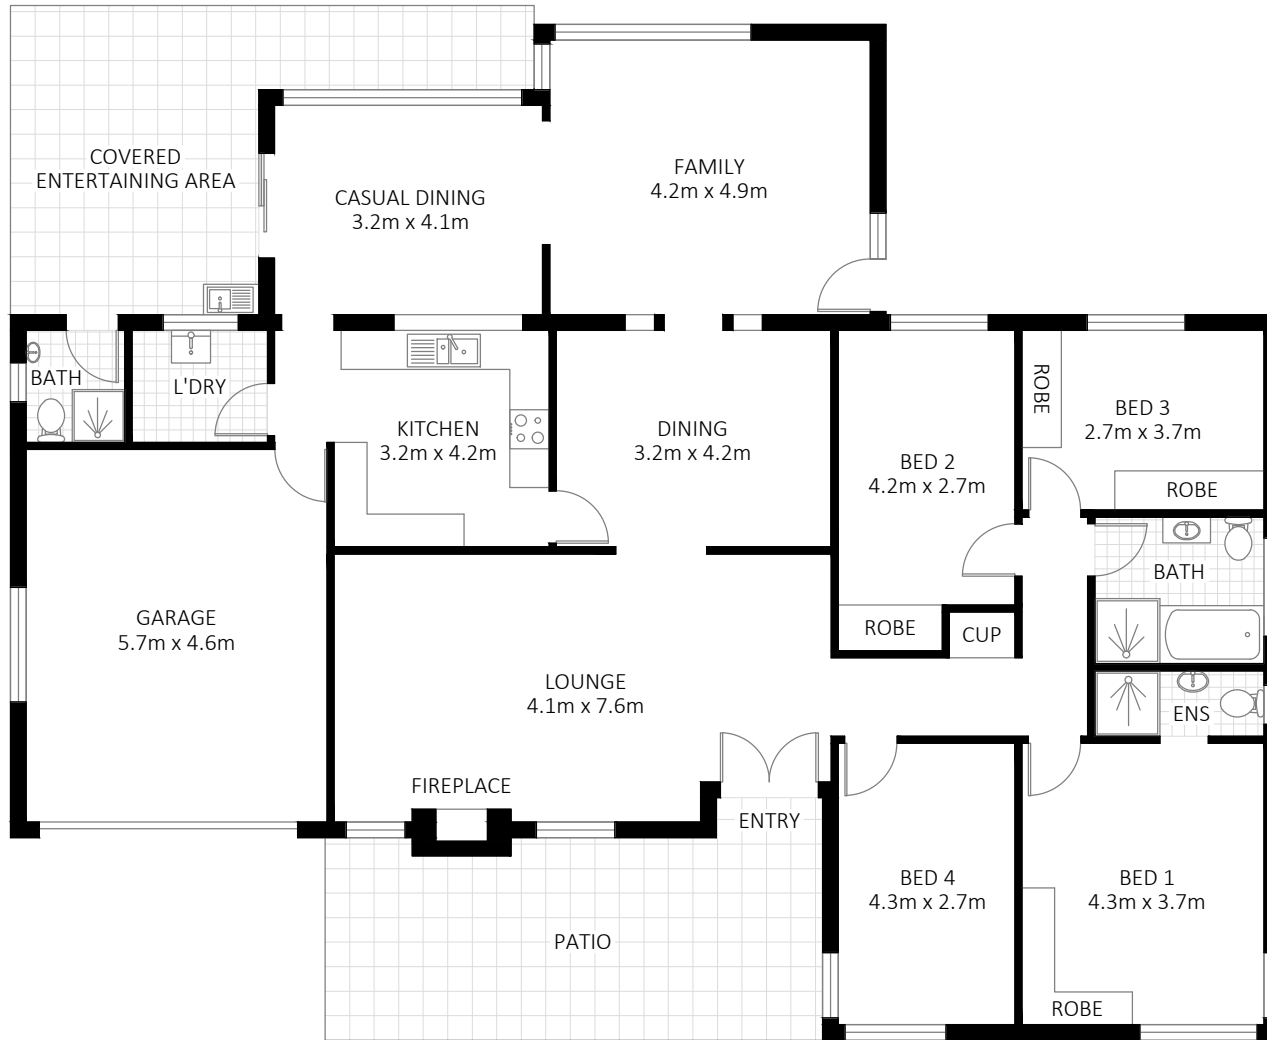 COVERED
ENTERTAINING AREA
CASUAL DINING
3.2m x 4.1m
FAMILY
4.2m x 4.9m
BATH
L'DRY
KITCHEN
3.2m x 4.2m
DINING
3.2m x 4.2m
BED 2
4.2m x 2.7m
ROBE
BED 3
2.7m x 3.7m
ROBE
BATH
GARAGE
5.7m x 4.6m
LOUNGE
4.1m x 7.6m
ROBE
CUP
ENS
FIREPLACE
ENTRY
BED 4
4.3m x 2.7m
BED 1
4.3m x 3.7m
PATIO
ROBE